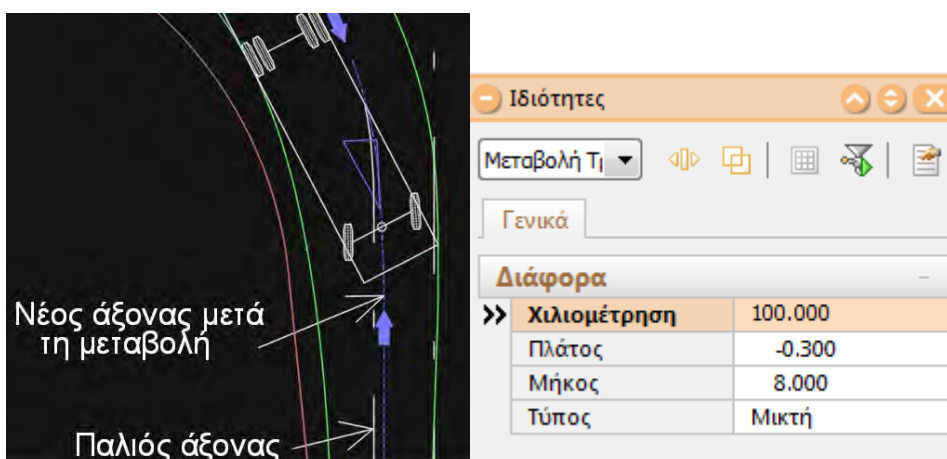 Νέος άξονας μετά
τη μεταβολή
Παλιός άξονας
Ιδιότητες
Μεταβολή Τρ
Γενικά
Διάφορα
Χιλιομέτρηση 100.000
Πλάτος -0.300
Μήκος 8.000
Τύπος Μικτή